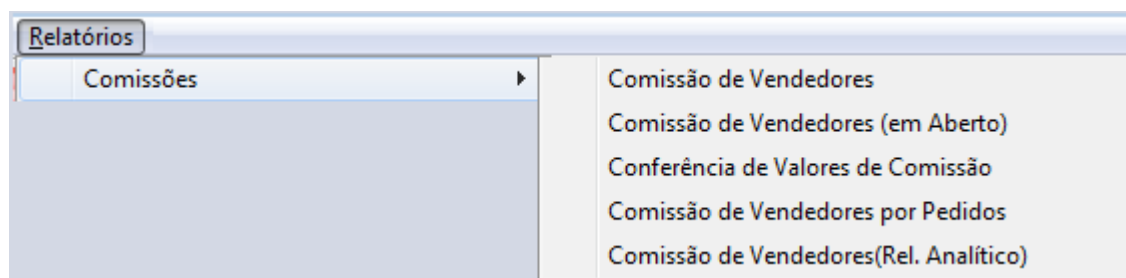 Relatórios
Comissões
Comissão de Vendedores
Comissão de Vendedores (em Aberto)
Conferência de Valores de Comissão
Comissão de Vendedores por Pedidos
Comissão de Vendedores(Rel. Analítico)